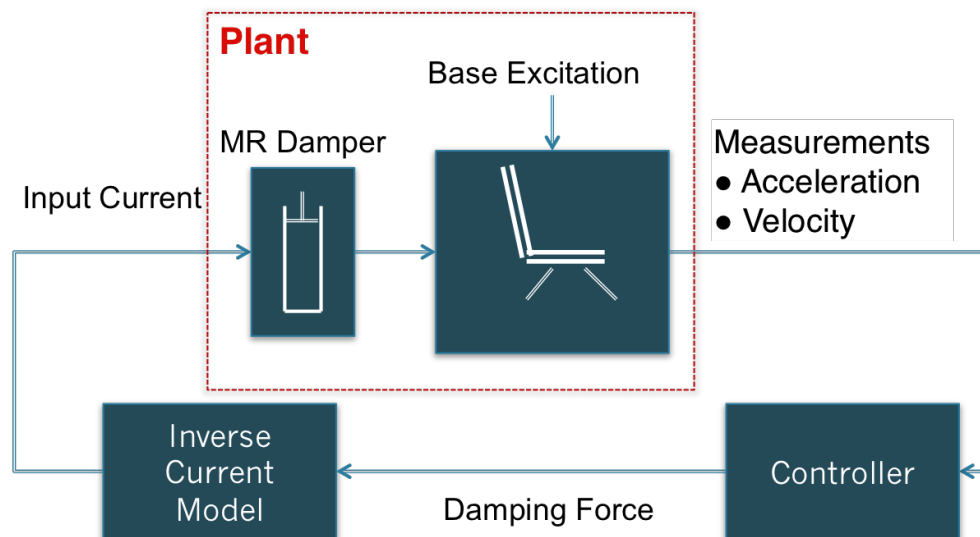 Plant
Base Excitation
MR Damper
Input Current
Measurements
● Acceleration
● Velocity
Inverse
Current
Model
Damping Force
Controller